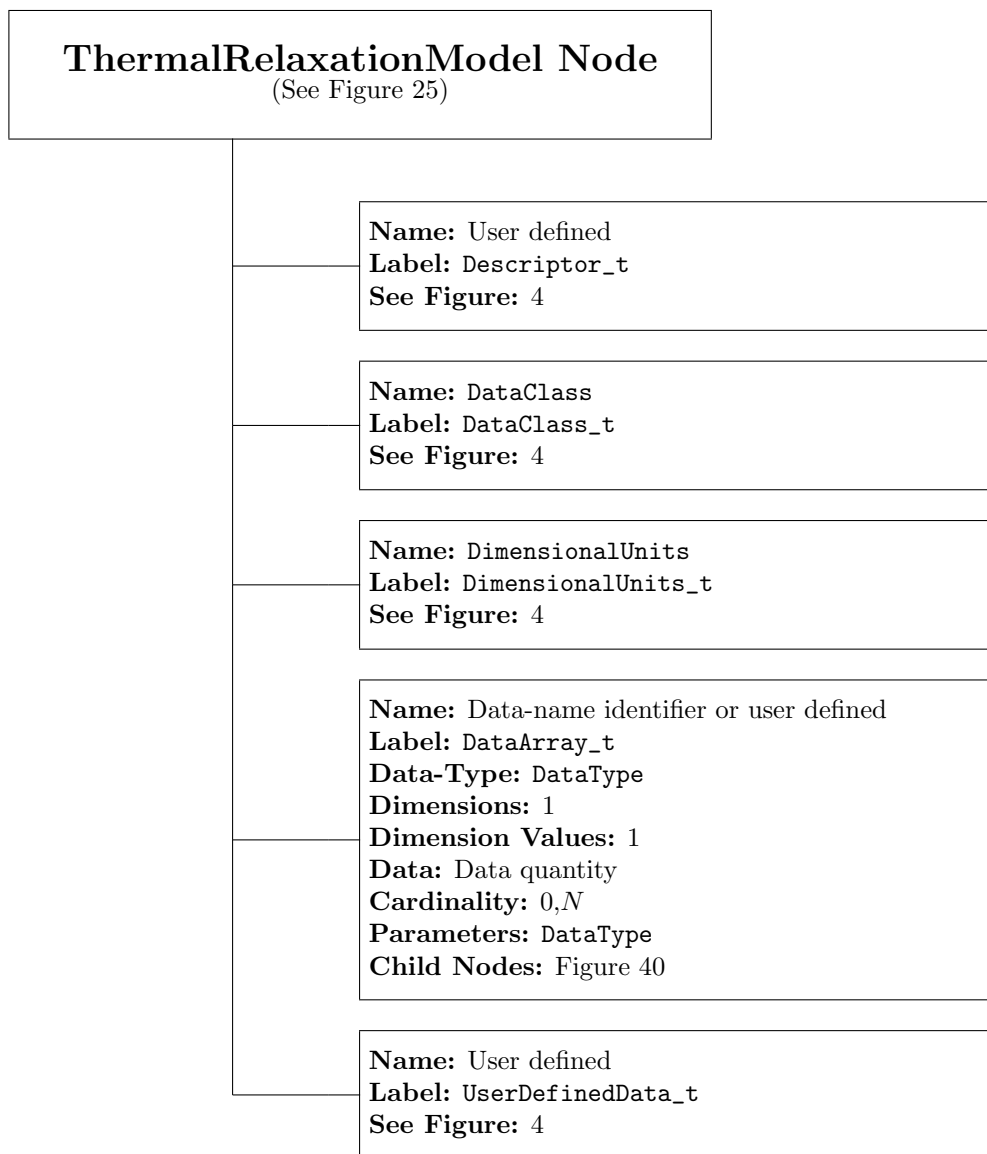 ThermalRelaxationModel Node
(See Figure 25)
Name: User defined
Label: Descriptor_t
See Figure: 4
Name: DataClass
Label: DataClass_t
See Figure: 4
Name: DimensionalUnits
Label: DimensionalUnits_t
See Figure: 4
Name: Data-name identifier or user defined
Label: DataArray_t
Data-Type: DataType
Dimensions: 1
Dimension Values: 1
Data: Data quantity
Cardinality: 0,N
Parameters: DataType
Child Nodes: Figure 40
Name: User defined
Label: UserDefinedData_t
See Figure: 4